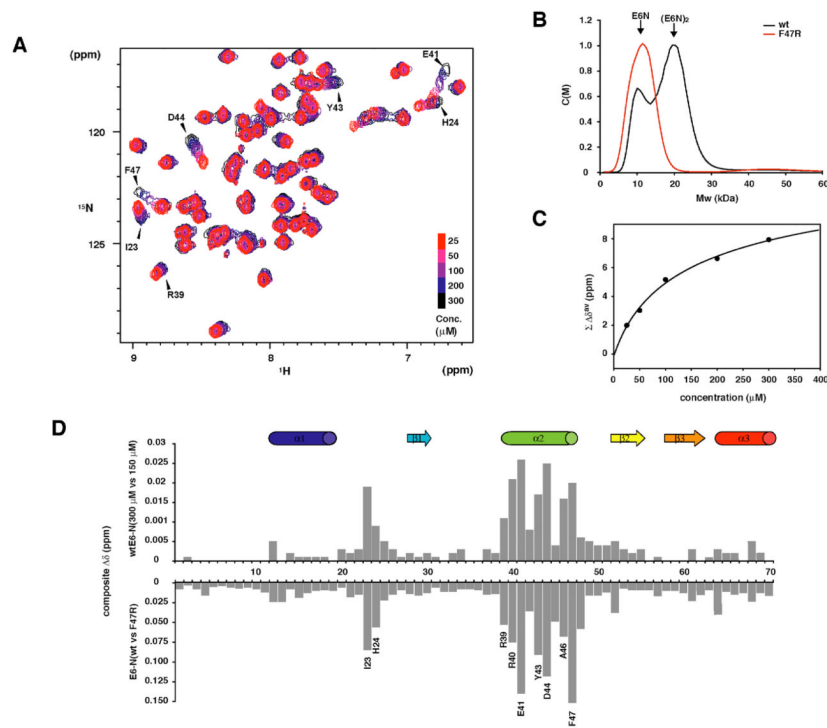 A
(ppm)
120
15N
125
E41
Y43
H24
D44
F47
I23
R39
25
50
100
200
300
Conc.
(μM)
9
8
7
1H
(ppm)
B
E6N
(E6N)2
wt
F47R
C(M)
1.2
1.0
0.8
0.6
0.4
0.2
0.0
0
10
20
30
40
50
60
Mw (kDa)
C
Σ Δδav (ppm)
8
6
4
2
0
0
50
100
150
200
250
300
400
concentration (μM)
D
α1
β1
α2
β2
β3
α3
composite Δδ (ppm)
wtE6-N(300 μM vs 150 μM)
0.03
0.025
0.02
0.015
0.01
0.005
0
10
20
30
40
50
60
70
E6-N(wt vs F47R)
0
0.025
0.050
0.075
0.100
0.125
0.150
I23
H24
R39
R40
E41
Y43
D44
A46
F47